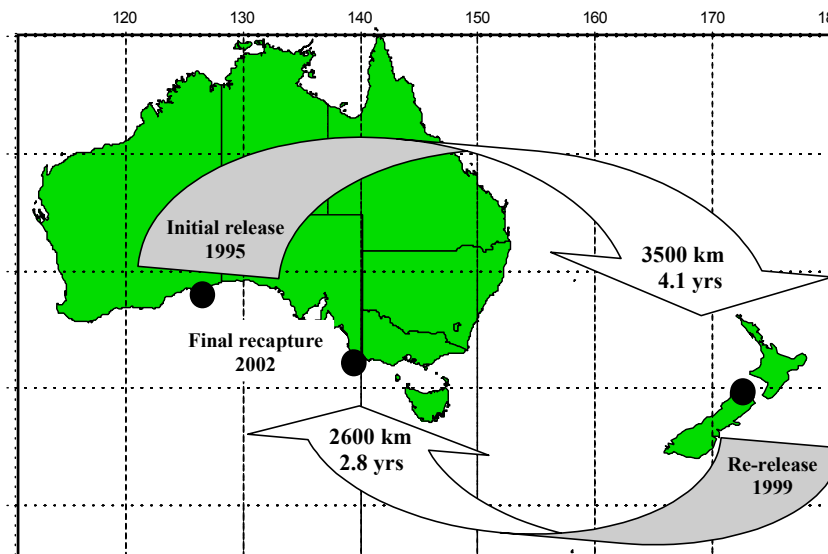 120 130 140 150 160 170 18
Initial release
1995
3500 km
4.1 yrs
Final recapture
2002
2600 km
2.8 yrs
Re-release
1999